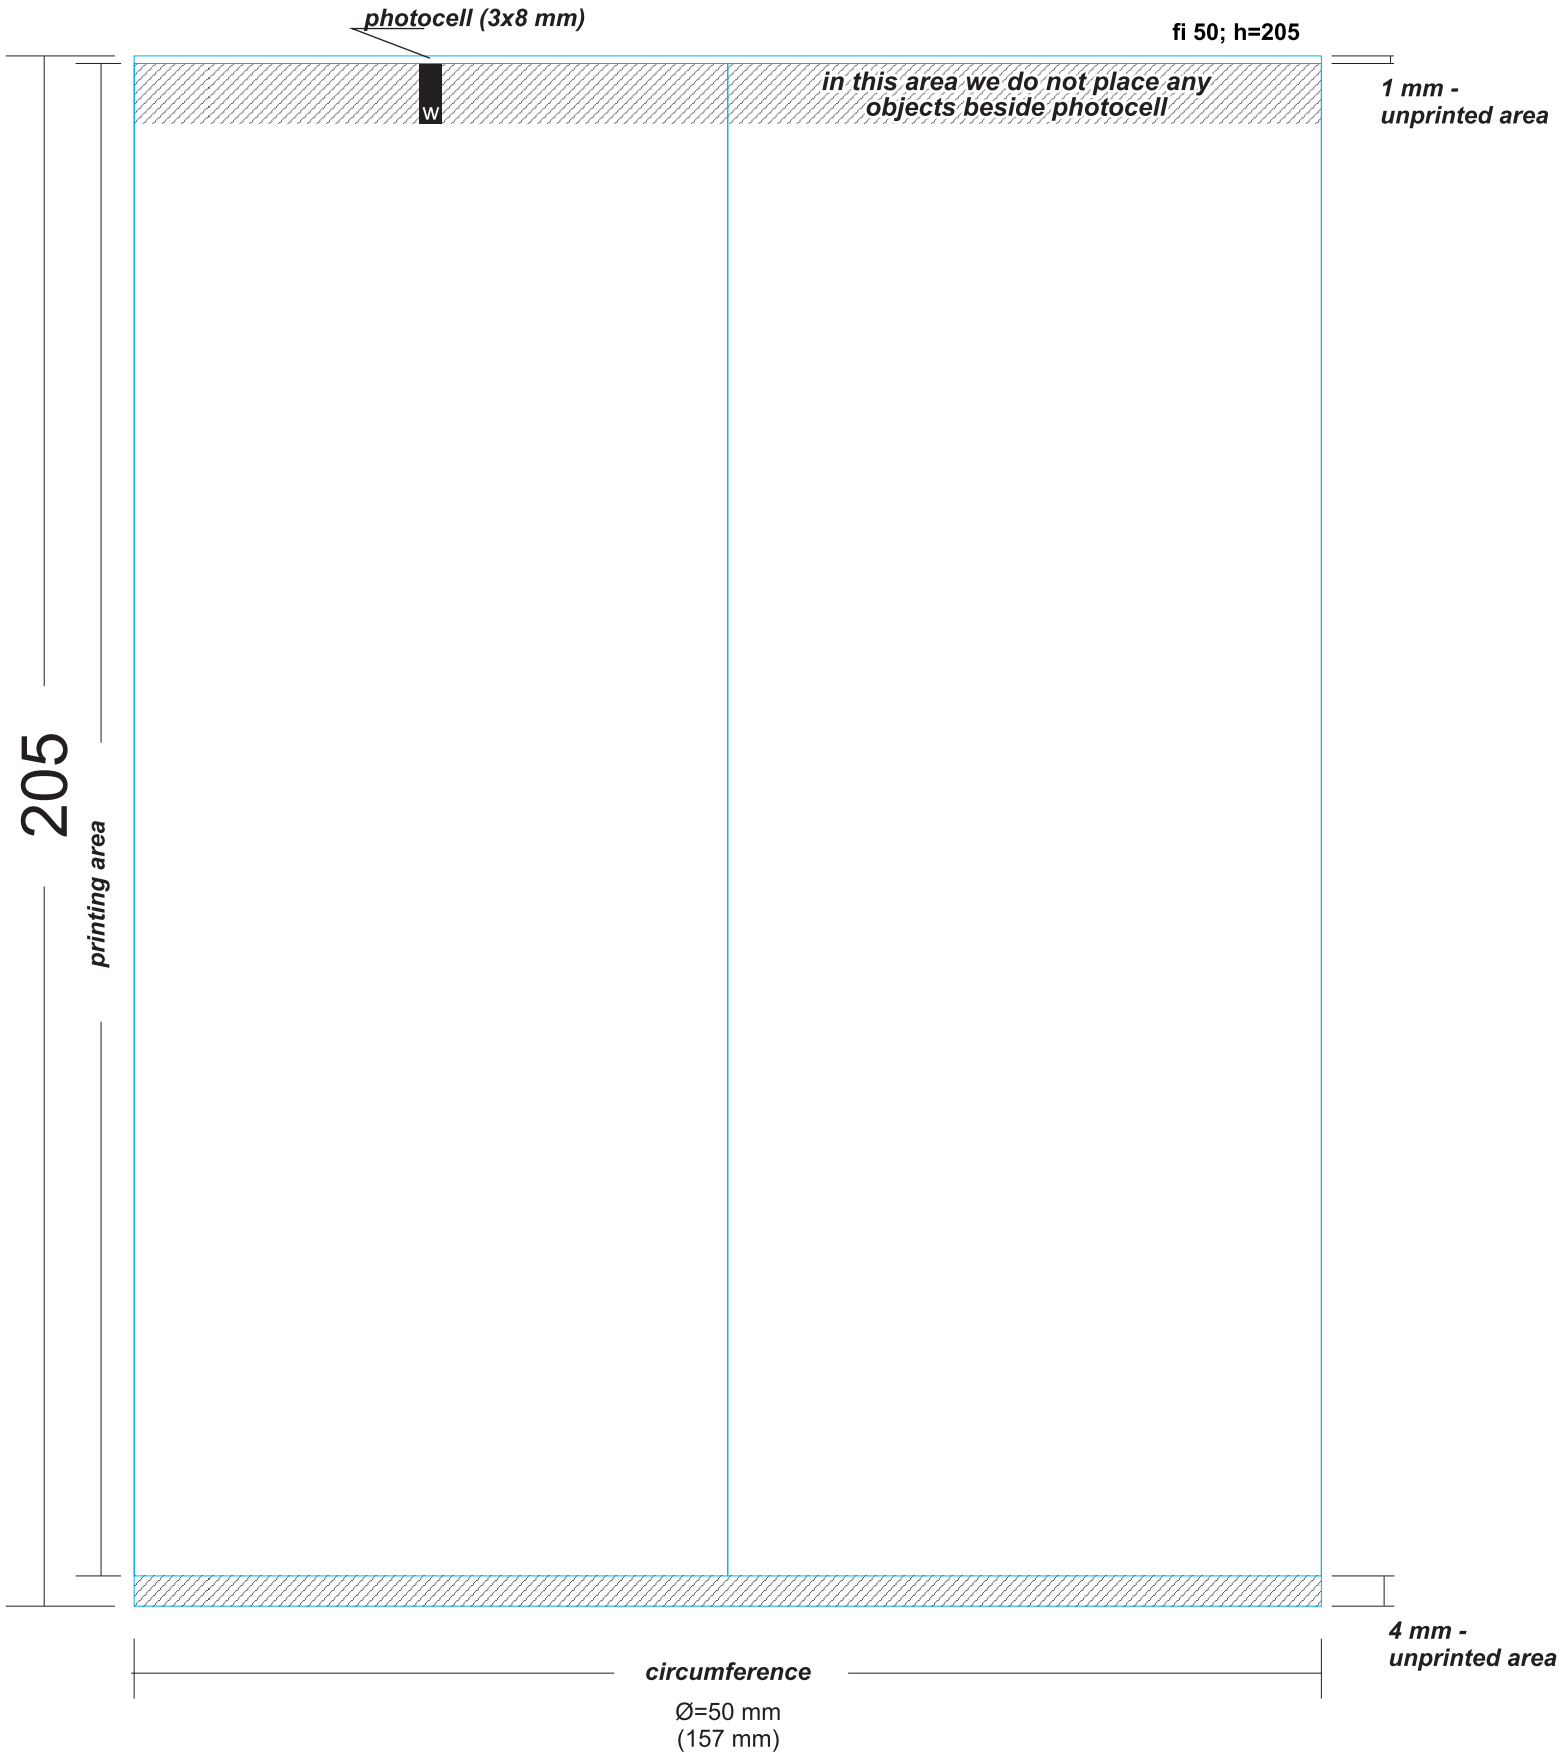 photocell (3x8 mm)
fi 50; h=205
in this area we do not place any
objects beside photocell
1 mm -
unprinted area
w
205
printing area
4 mm -
unprinted area
circumference
Ø=50 mm
(157 mm)